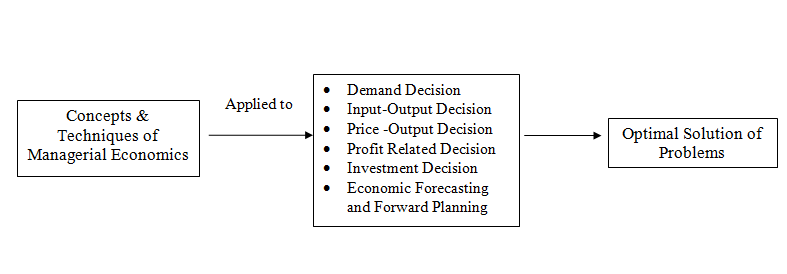 Concepts &
Techniques of
Managerial Economics
Applied to
• Demand Decision
• Input-Output Decision
• Price -Output Decision
• Profit Related Decision
• Investment Decision
• Economic Forecasting
and Forward Planning
Optimal Solution of
Problems